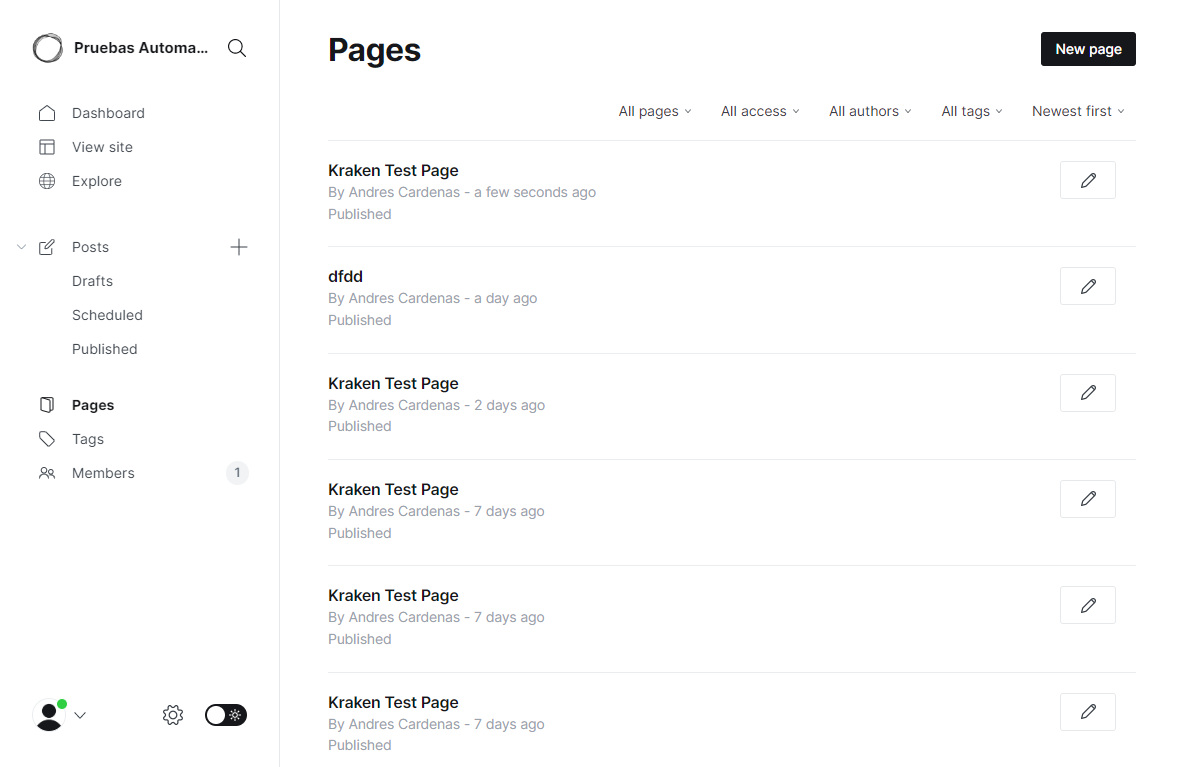 Pruebas Automa...
Dashboard
View site
Explore
Posts
Drafts
Scheduled
Published
Pages
Tags
Members 1
Pages
New page
All pages All access All authors All tags Newest first
Kraken Test Page
By Andres Cardenas - a few seconds ago
Published
dfdd
By Andres Cardenas - a day ago
Published
Kraken Test Page
By Andres Cardenas - 2 days ago
Published
Kraken Test Page
By Andres Cardenas - 7 days ago
Published
Kraken Test Page
By Andres Cardenas - 7 days ago
Published
Kraken Test Page
By Andres Cardenas - 7 days ago
Published